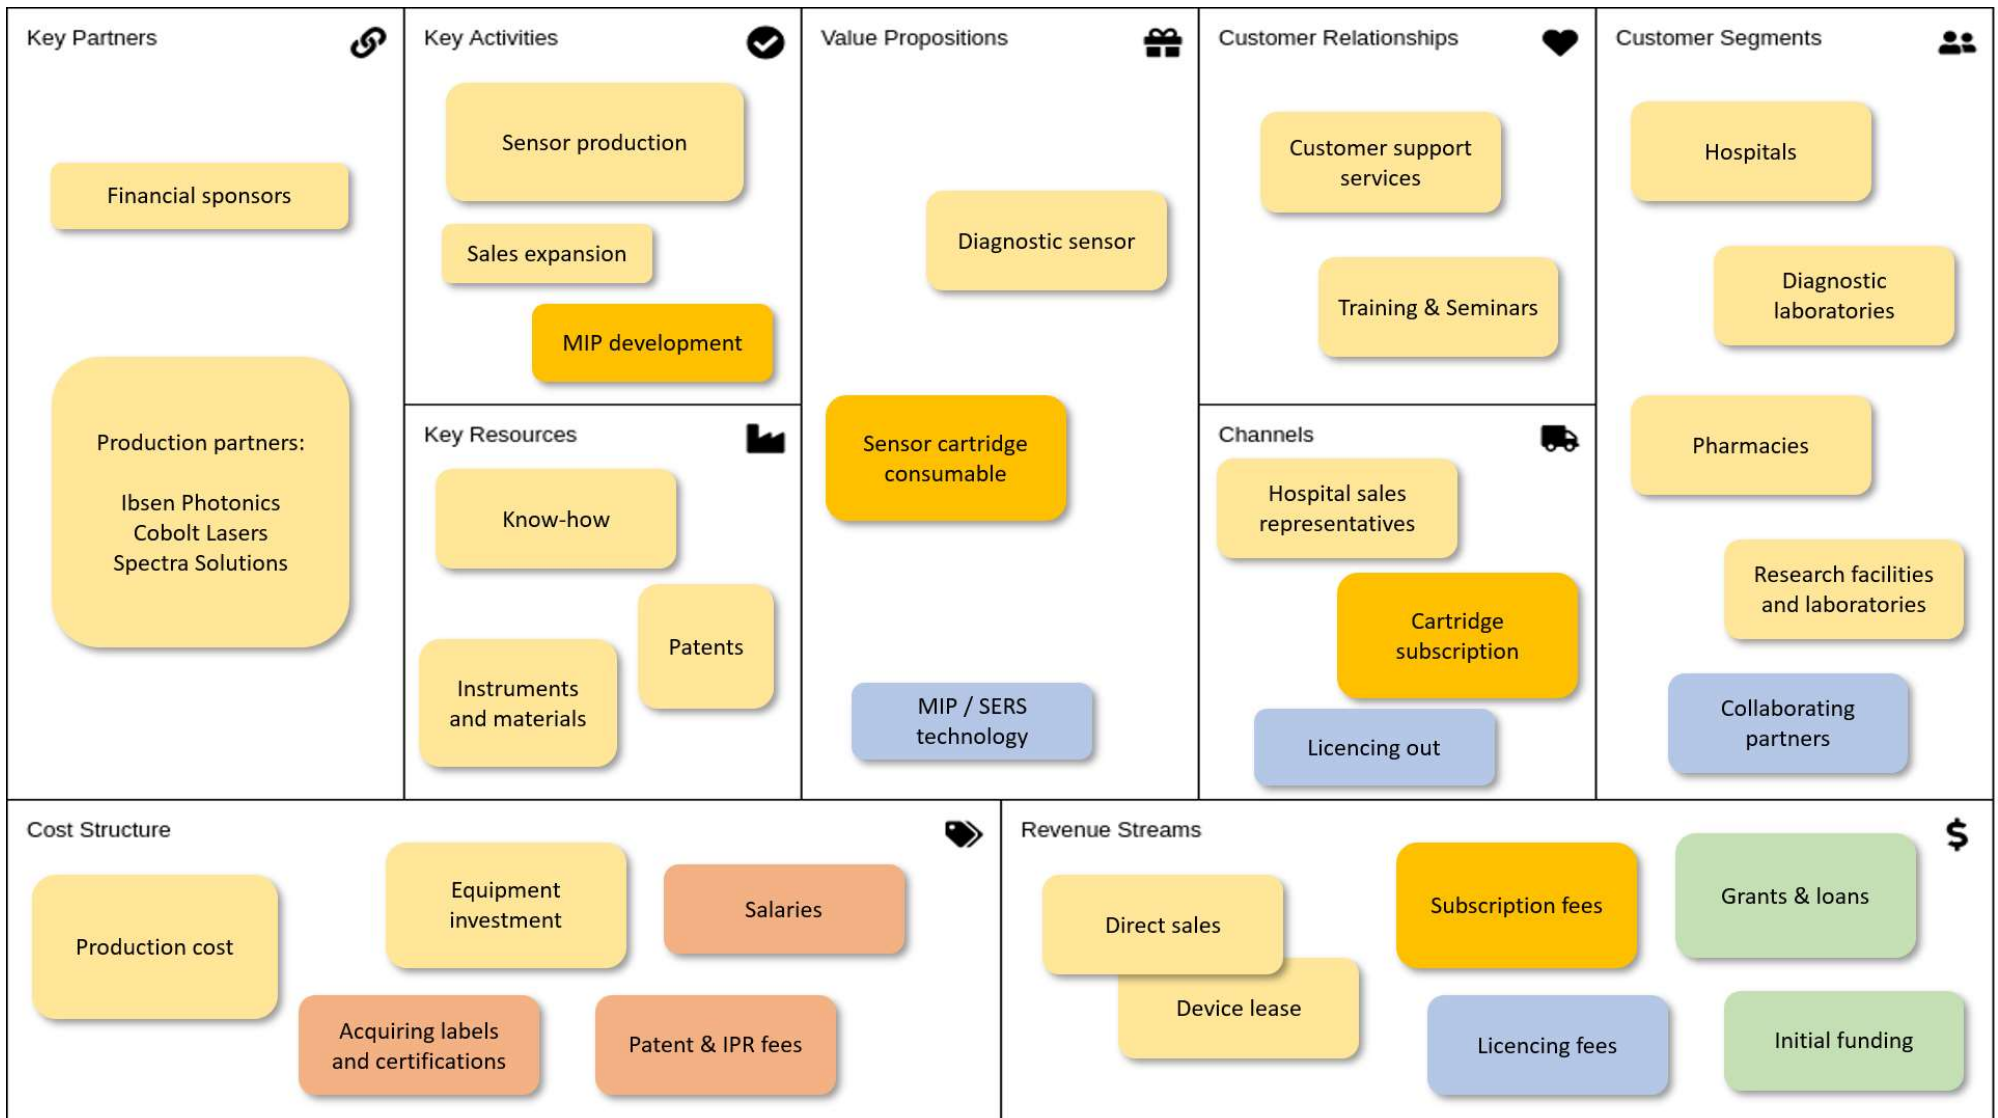 Key Partners
Financial sponsors
Production partners:
Ibsen Photonics
Cobolt Lasers
Spectra Solutions
Key Activities
Sensor production
Sales expansion
MIP development
Key Resources
Know-how
Patents
Instruments
and materials
Value Propositions
Diagnostic sensor
Sensor cartridge
consumable
MIP / SERS
technology
Customer Relationships
Customer support
services
Training & Seminars
Channels
Hospital sales
representatives
Cartridge
subscription
Licencing out
Customer Segments
Hospitals
Diagnostic
laboratories
Pharmacies
Research facilities
and laboratories
Collaborating
partners
Cost Structure
Production cost
Equipment
investment
Salaries
Acquiring labels
and certifications
Patent & IPR fees
Revenue Streams
Direct sales
Device lease
Subscription fees
Licencing fees
Grants & loans
Initial funding